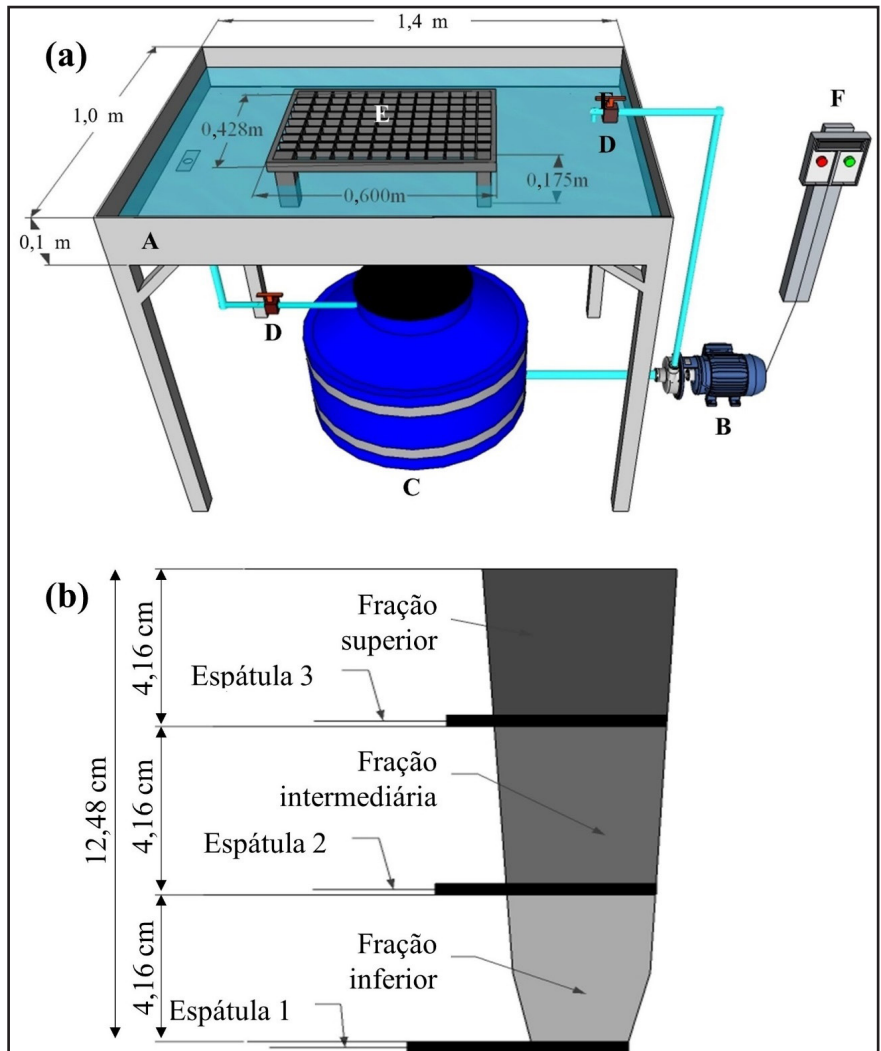 (a)
1,4 m
1,0 m
0,1 m
0,428m
0,600m
0,175m
E
F
D
F
A
D
B
C
(b)
12,48 cm
4,16 cm
4,16 cm
4,16 cm
Fração
superior
Espátula 3
Fração
intermediária
Espátula 2
Fração
inferior
Espátula 1